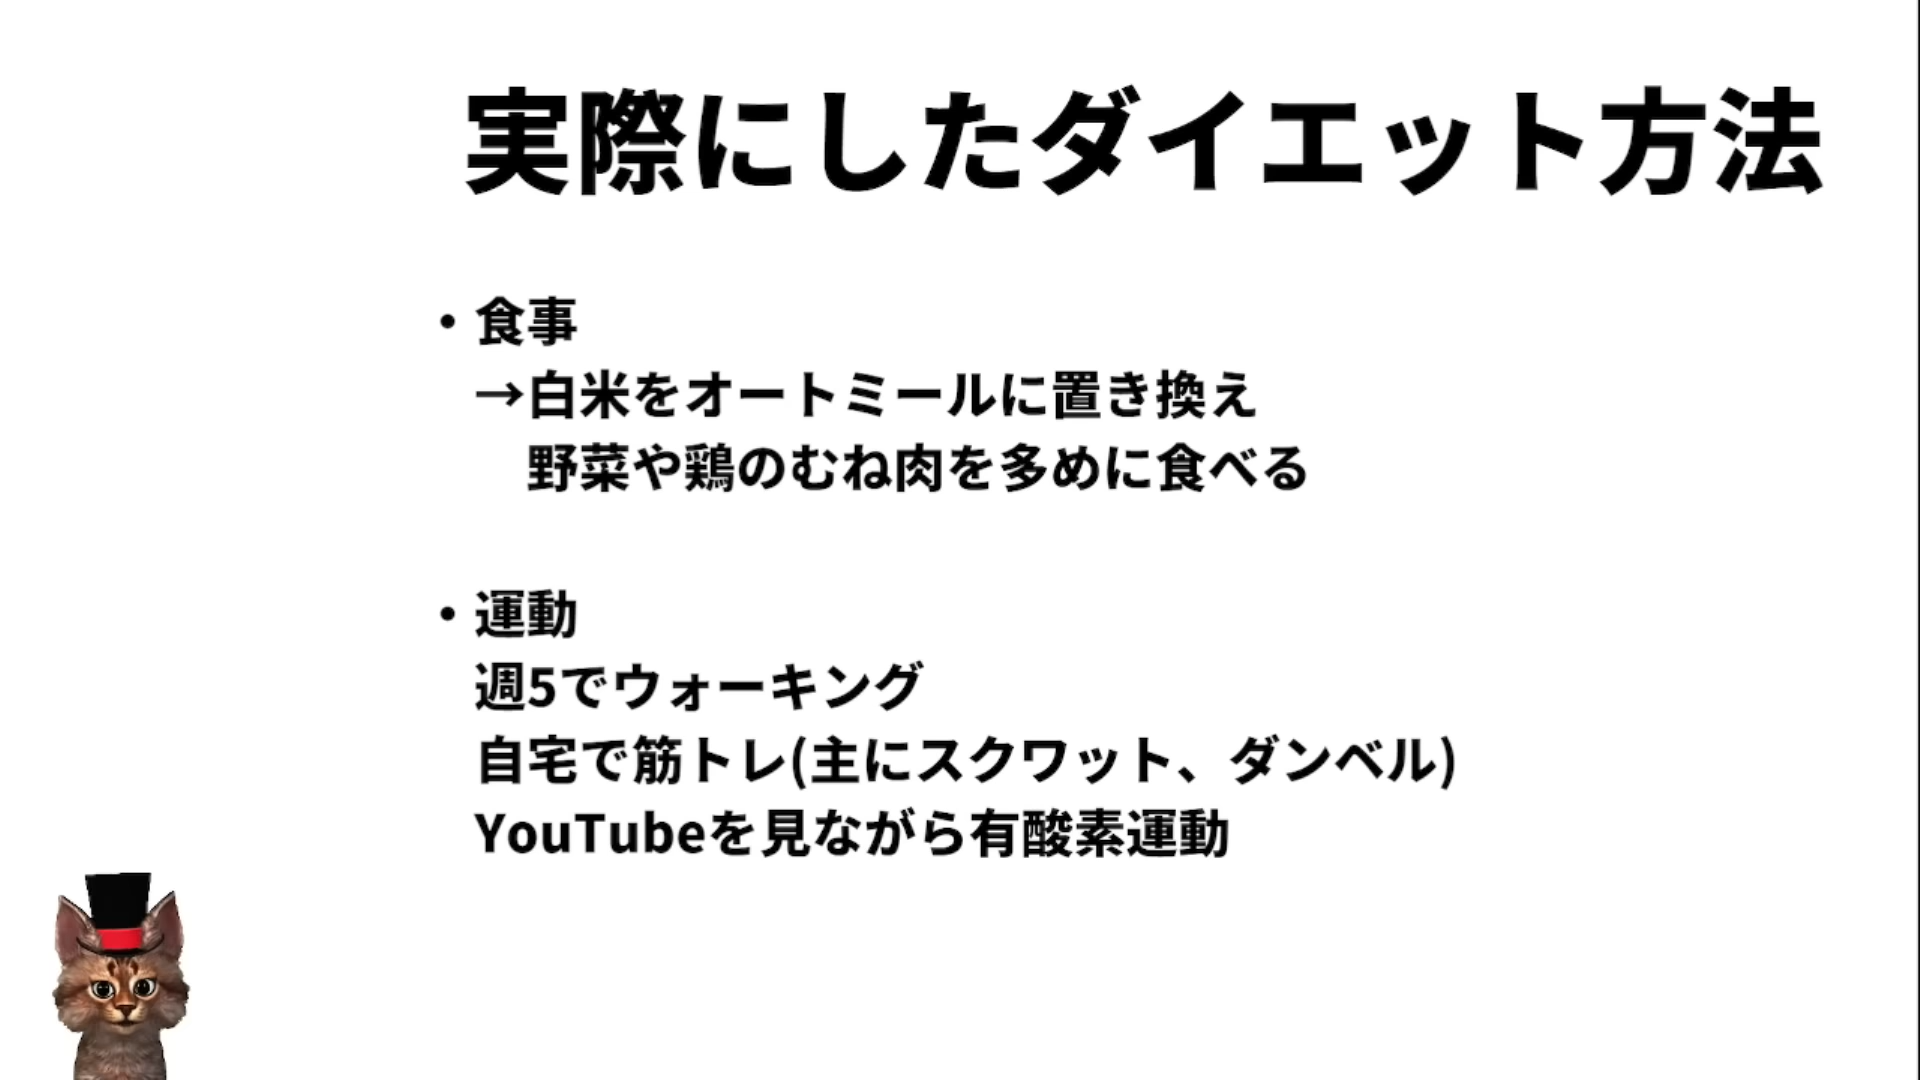 実際にしたダイエット方法
・食事
→白米をオートミールに置き換え
野菜や鶏のむね肉を多めに食べる
・運動
週5でウォーキング
自宅で筋トレ(主にスクワット、ダンベル)
YouTubeを見ながら有酸素運動